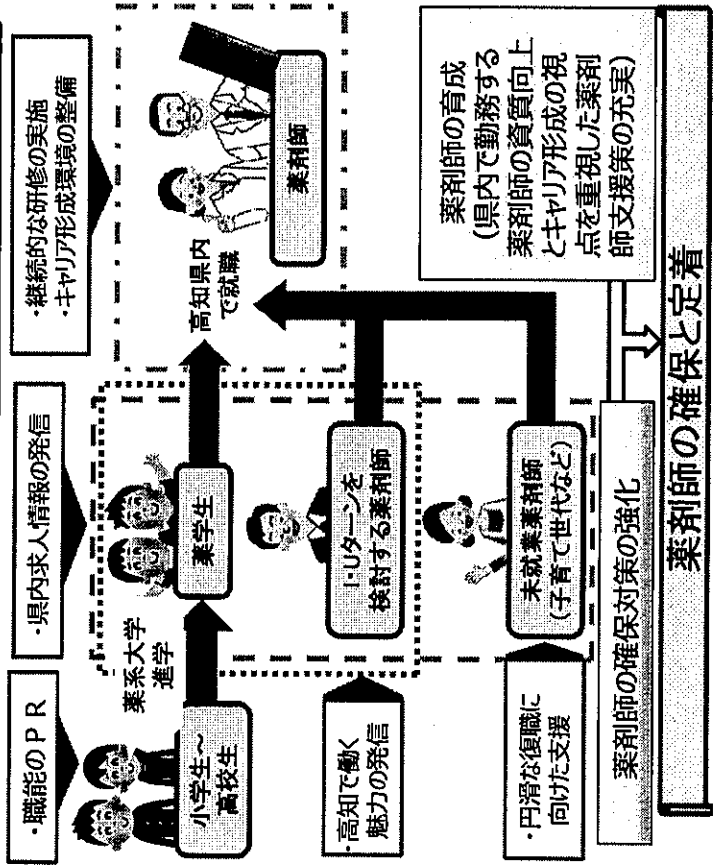 ・職能のPR
・県内求人情報の発信
・継続的な研修の実施
・キャリア形成環境の整備
小学生～
高校生
薬系大学
進学
薬学生
高知県内
で就職
薬剤師
・高知で働く
魅力の発信
I・Uターンを
検討する薬剤師
・円滑な復職に
向けた支援
未就業薬剤師
(子育て世代など)
薬剤師の育成
(県内で勤務する
薬剤師の資質向上
とキャリア形成の視
点を重視した薬剤
師支援策の充実)
薬剤師の確保対策の強化
薬剤師の確保と定着